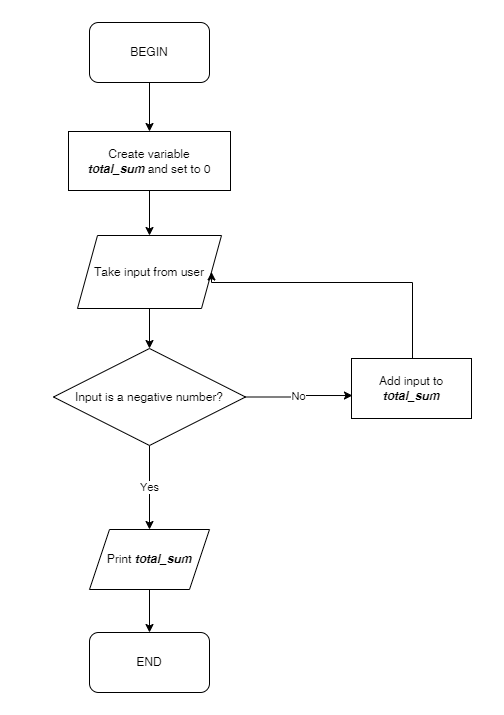 BEGIN
Create variable
total_sum and set to 0
Take input from user
Input is a negative number?
No
Add input to
total_sum
Yes
Print total_sum
END